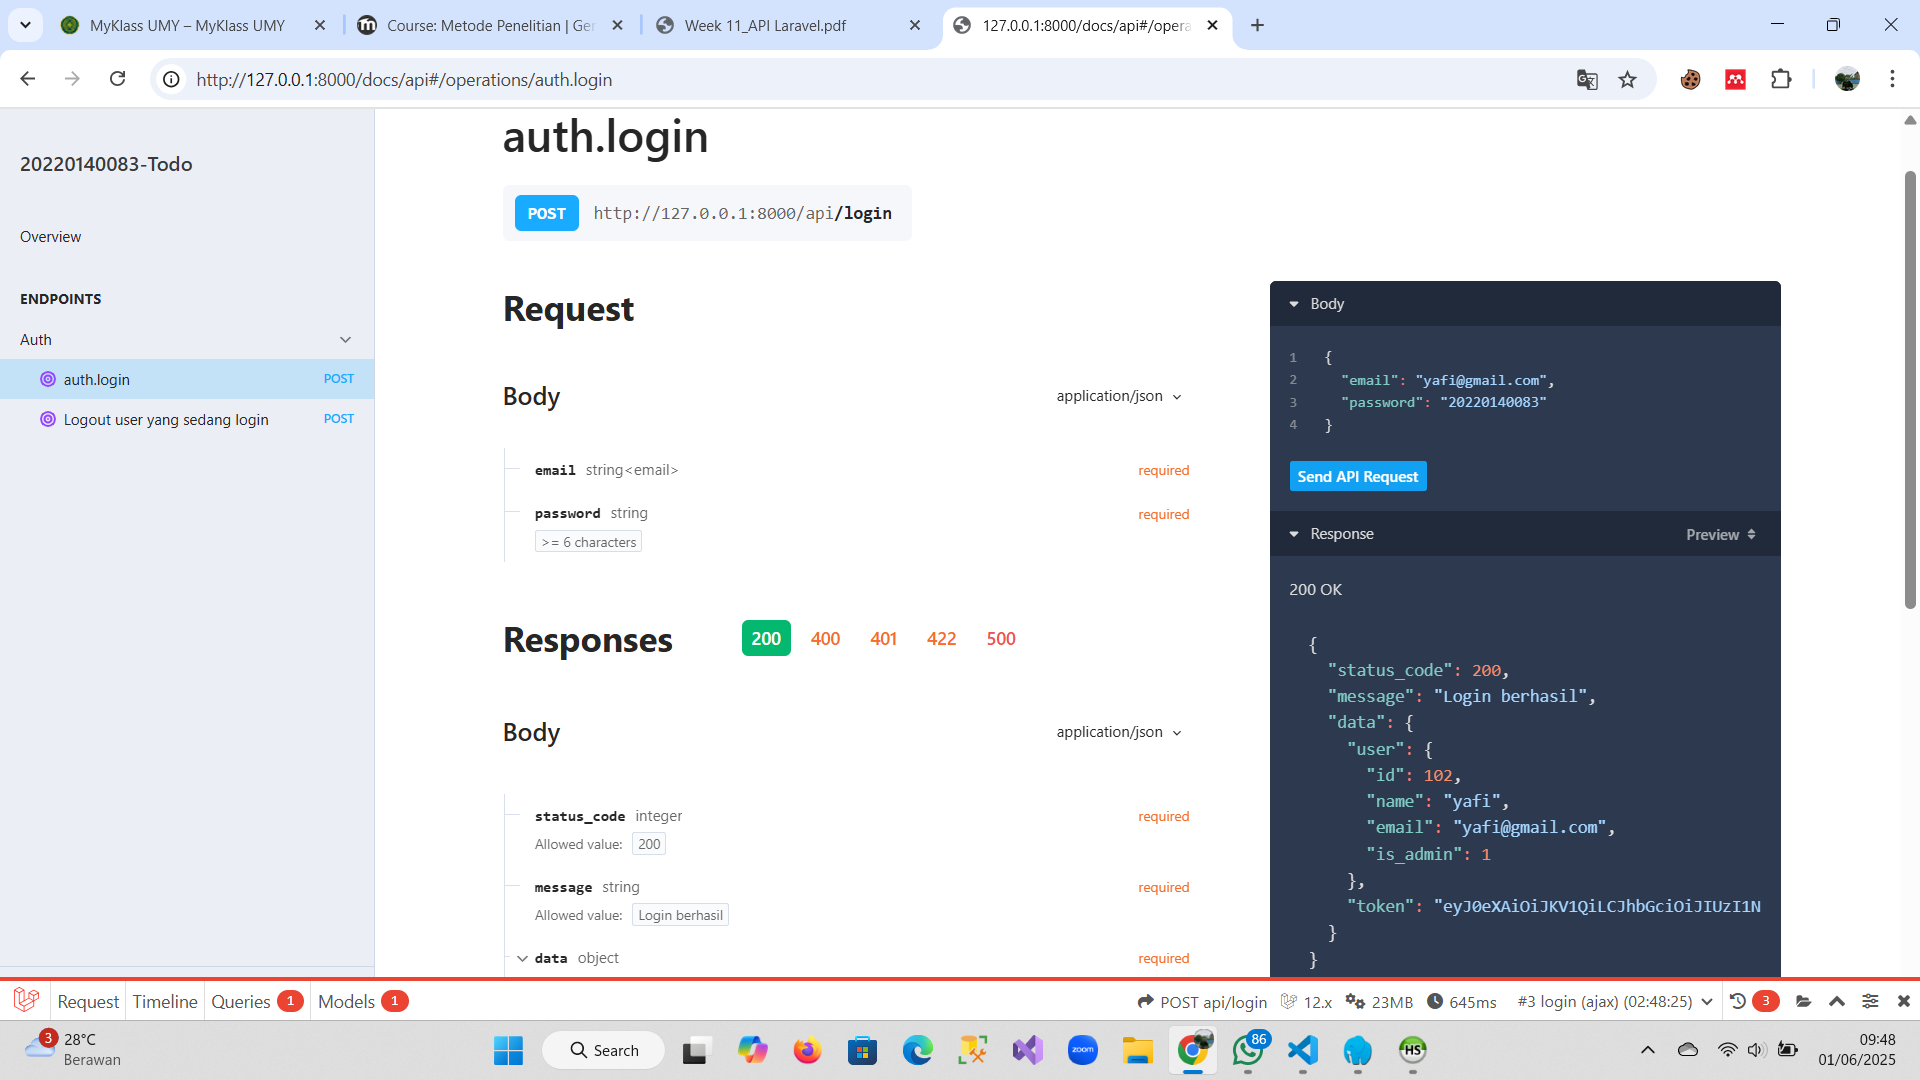 MyKlass UMY – MyKlass UMY
Course: Metode Penelitian | Ger
Week 11_API Laravel.pdf
127.0.0.1:8000/docs/api#/opera
http://127.0.0.1:8000/docs/api#/operations/auth.login
20220140083-Todo
Overview
ENDPOINTS
Auth
auth.login POST
Logout user yang sedang login POST
auth.login
POST http://127.0.0.1:8000/api/login
Request
Body application/json
email string<email> required
password string required
>= 6 characters
Responses 200 400 401 422 500
Body application/json
status_code integer required
Allowed value: 200
message string required
Allowed value: Login berhasil
data object required
Body
1 {
2 "email": "yafi@gmail.com",
3 "password": "20220140083"
4 }
Send API Request
Response Preview
200 OK
{
"status_code": 200,
"message": "Login berhasil",
"data": {
"user": {
"id": 102,
"name": "yafi",
"email": "yafi@gmail.com",
"is_admin": 1
},
"token": "eyJ0eXAiOiJKV1QiLCJhbGciOiJIUzI1N
}
}
Request Timeline Queries 1 Models 1 POST api/login 12.x 23MB 645ms #3 login (ajax) (02:48:25) 3
3 28°C
Berawan
Search
zoom
86
HS
09:48
01/06/2025